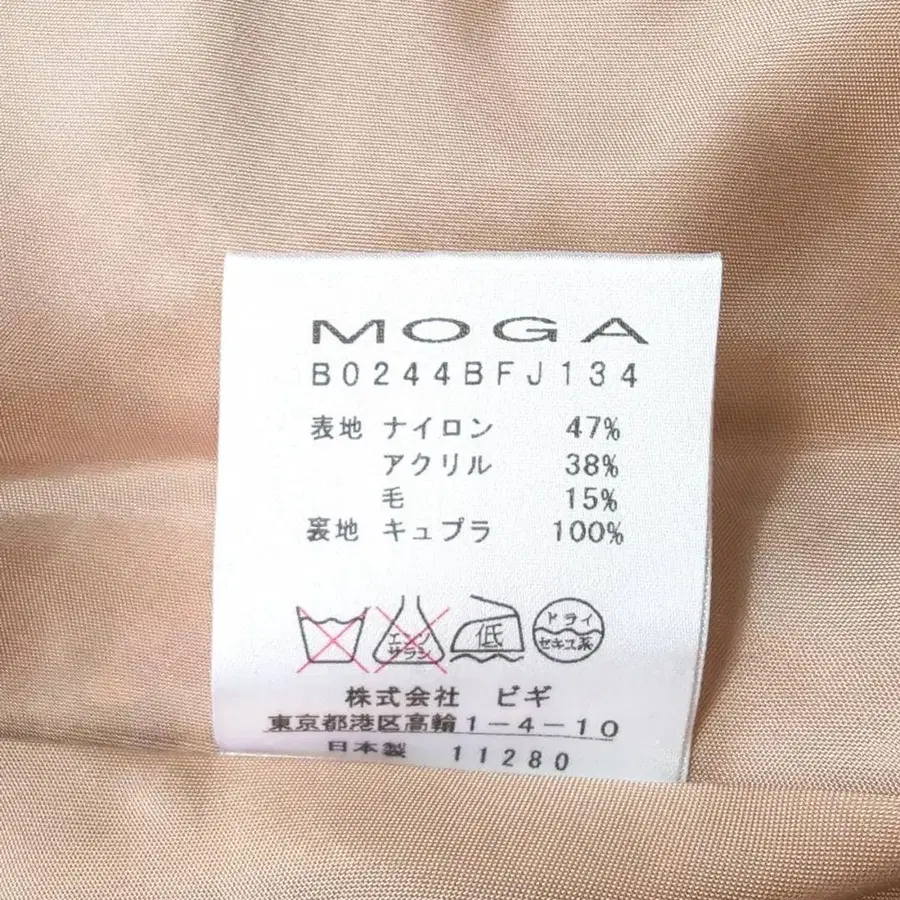 MOGA
B0244BFJ134
表地 ナイロン 47%
アクリル 38%
毛 15%
裏地 キュプラ 100%
エンソ サラシ 低 ドライ セキユ系
株式会社 ビギ
東京都港区高輪1-4-10
日本製 11280